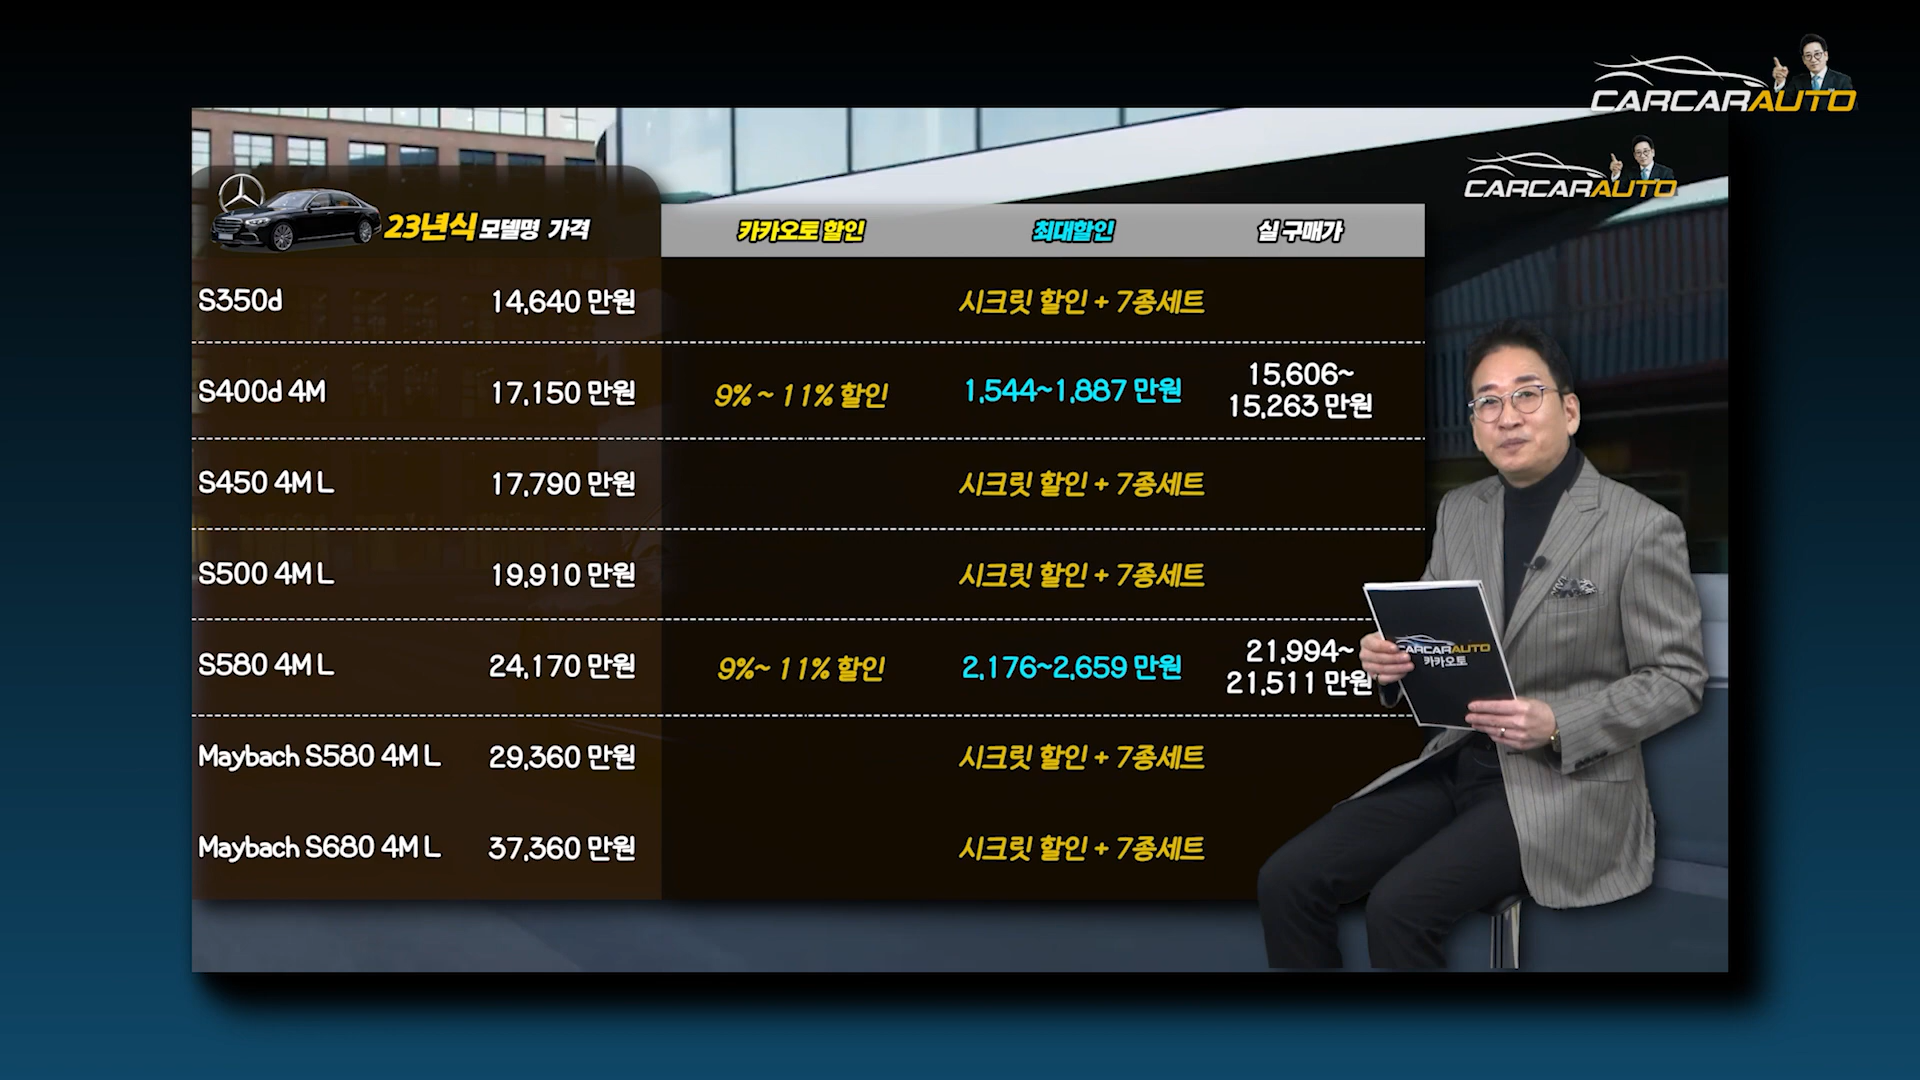 CARCARAUTO
CARCARAUTO
23년식 모델명 가격 카카오토 할인 최대할인 실 구매가
S350d 14,640 만원 시크릿 할인 + 7종세트
S400d 4M 17,150 만원 9% ~ 11% 할인 1,544~1,887 만원 15,606~
15,263 만원
S450 4M L 17,790 만원 시크릿 할인 + 7종세트
S500 4M L 19,910 만원 시크릿 할인 + 7종세트
S580 4M L 24,170 만원 9%~ 11% 할인 2,176~2,659 만원 21,994~
21,511 만원
CARCARAUTO
카카오토
Maybach S580 4M L 29,360 만원 시크릿 할인 + 7종세트
Maybach S680 4M L 37,360 만원 시크릿 할인 + 7종세트